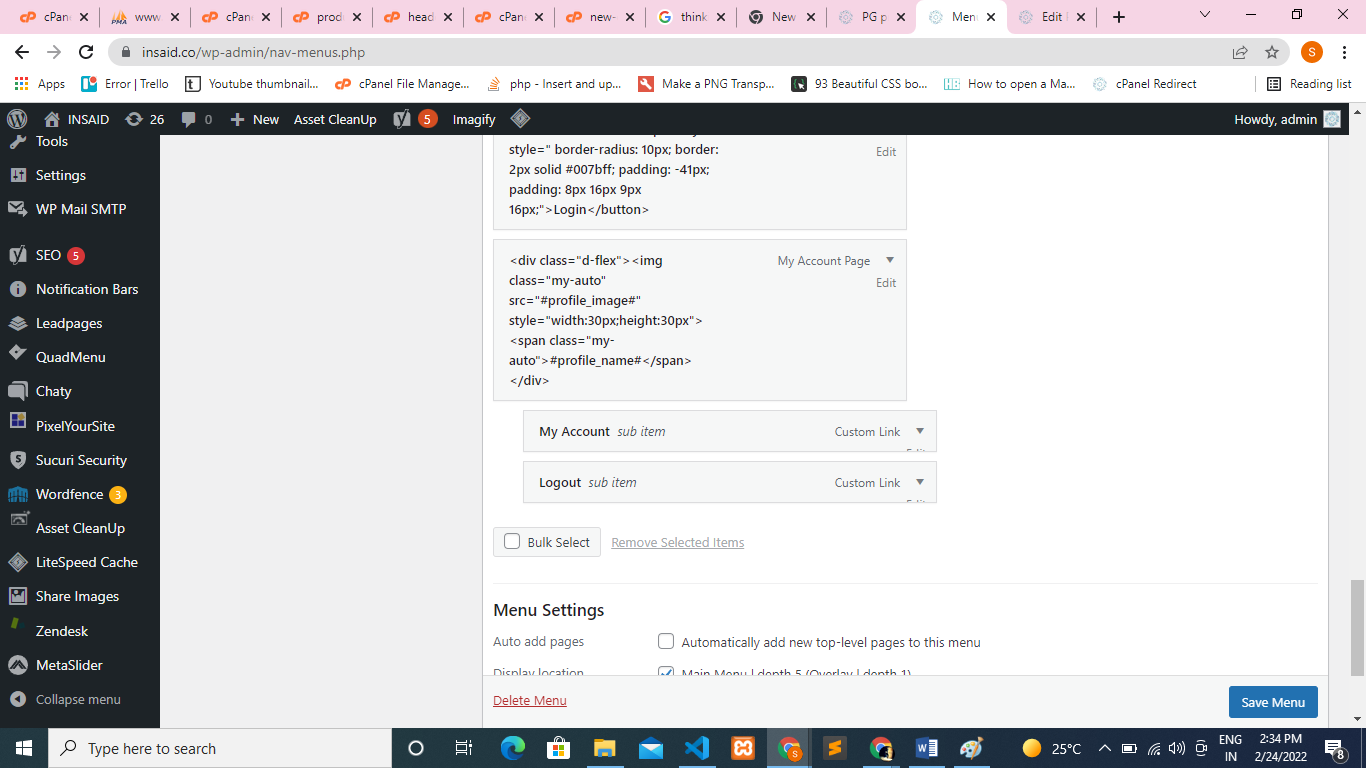 cPan
www
cPan
prod
head
cPan
new-
think
New
PG p
Men
Edit
insaid.co/wp-admin/nav-menus.php
S
Apps
Error | Trello
Youtube thumbnail...
cPanel File Manage...
php - Insert and up...
Make a PNG Transp...
93 Beautiful CSS bo...
How to open a Ma...
cPanel Redirect
Reading list
INSAID
26
0
New
Asset CleanUp
5
Imagify
Howdy, admin
Tools
Settings
WP Mail SMTP
SEO 5
Notification Bars
Leadpages
QuadMenu
Chaty
PixelYourSite
Sucuri Security
Wordfence 3
Asset CleanUp
LiteSpeed Cache
Share Images
Zendesk
MetaSlider
Collapse menu
style=" border-radius: 10px; border:
2px solid #007bff; padding: -41px;
padding: 8px 16px 9px
16px;">Login</button>
Edit
<div class="d-flex"><img
class="my-auto"
src="#profile_image#"
style="width:30px;height:30px">
<span class="my-
auto">#profile_name#</span>
</div>
My Account Page
Edit
My Account sub item
Custom Link
Edit
Logout sub item
Custom Link
Edit
Bulk Select
Remove Selected Items
Menu Settings
Auto add pages
Automatically add new top-level pages to this menu
Display location
Main Menu | depth 5 (Overlay | depth 1)
Delete Menu
Save Menu
Type here to search
25°C
ENG
IN
2:34 PM
2/24/2022
8